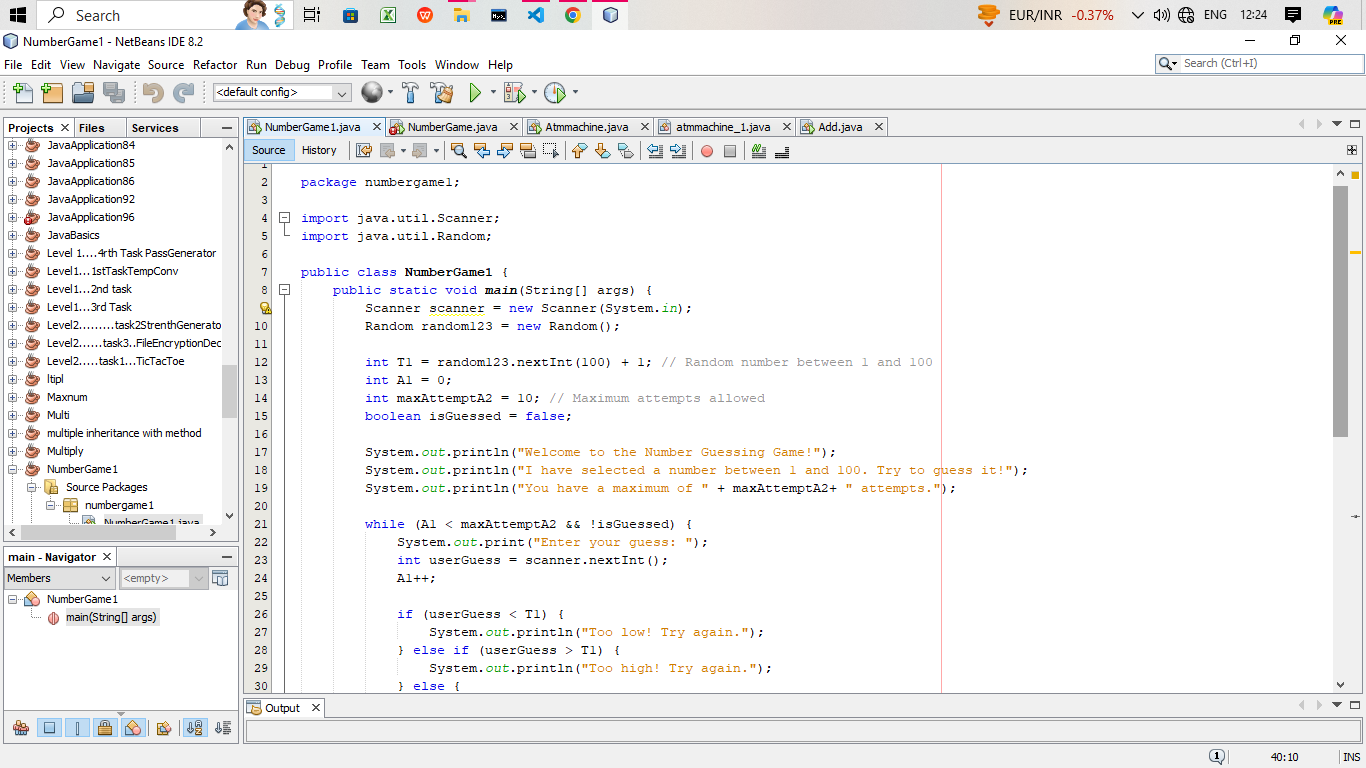 Search
EUR/INR -0.37%
ENG
12:24
PRE
NumberGame1 - NetBeans IDE 8.2
File Edit View Navigate Source Refactor Run Debug Profile Team Tools Window Help
Search (Ctrl+I)
<default config>
Projects Files Services
NumberGame1.java NumberGame.java Atmmachine.java atmmachine_1.java Add.java
Source History
JavaApplication84
JavaApplication85
JavaApplication86
JavaApplication92
JavaApplication96
JavaBasics
Level 1....4rth Task PassGenerator
Level1...1stTaskTempConv
Level1...2nd task
Level1...3rd Task
Level2.........task2StrenthGenerato
Level2......task3..FileEncryptionDec
Level2.....task1...TicTacToe
ltipl
Maxnum
Multi
multiple inheritance with method
Multiply
NumberGame1
Source Packages
numbergame1
NumberGame1.java
main - Navigator
Members <empty>
NumberGame1
main(String[] args)
1
2 package numbergame1;
3
4 import java.util.Scanner;
5 import java.util.Random;
6
7 public class NumberGame1 {
8 public static void main(String[] args) {
Scanner scanner = new Scanner(System.in);
10 Random random123 = new Random();
11
12 int T1 = random123.nextInt(100) + 1; // Random number between 1 and 100
13 int A1 = 0;
14 int maxAttemptA2 = 10; // Maximum attempts allowed
15 boolean isGuessed = false;
16
17 System.out.println("Welcome to the Number Guessing Game!");
18 System.out.println("I have selected a number between 1 and 100. Try to guess it!");
19 System.out.println("You have a maximum of " + maxAttemptA2+ " attempts.");
20
21 while (A1 < maxAttemptA2 && !isGuessed) {
22 System.out.print("Enter your guess: ");
23 int userGuess = scanner.nextInt();
24 A1++;
25
26 if (userGuess < T1) {
27 System.out.println("Too low! Try again.");
28 } else if (userGuess > T1) {
29 System.out.println("Too high! Try again.");
30 } else {
Output
1
40:10
INS